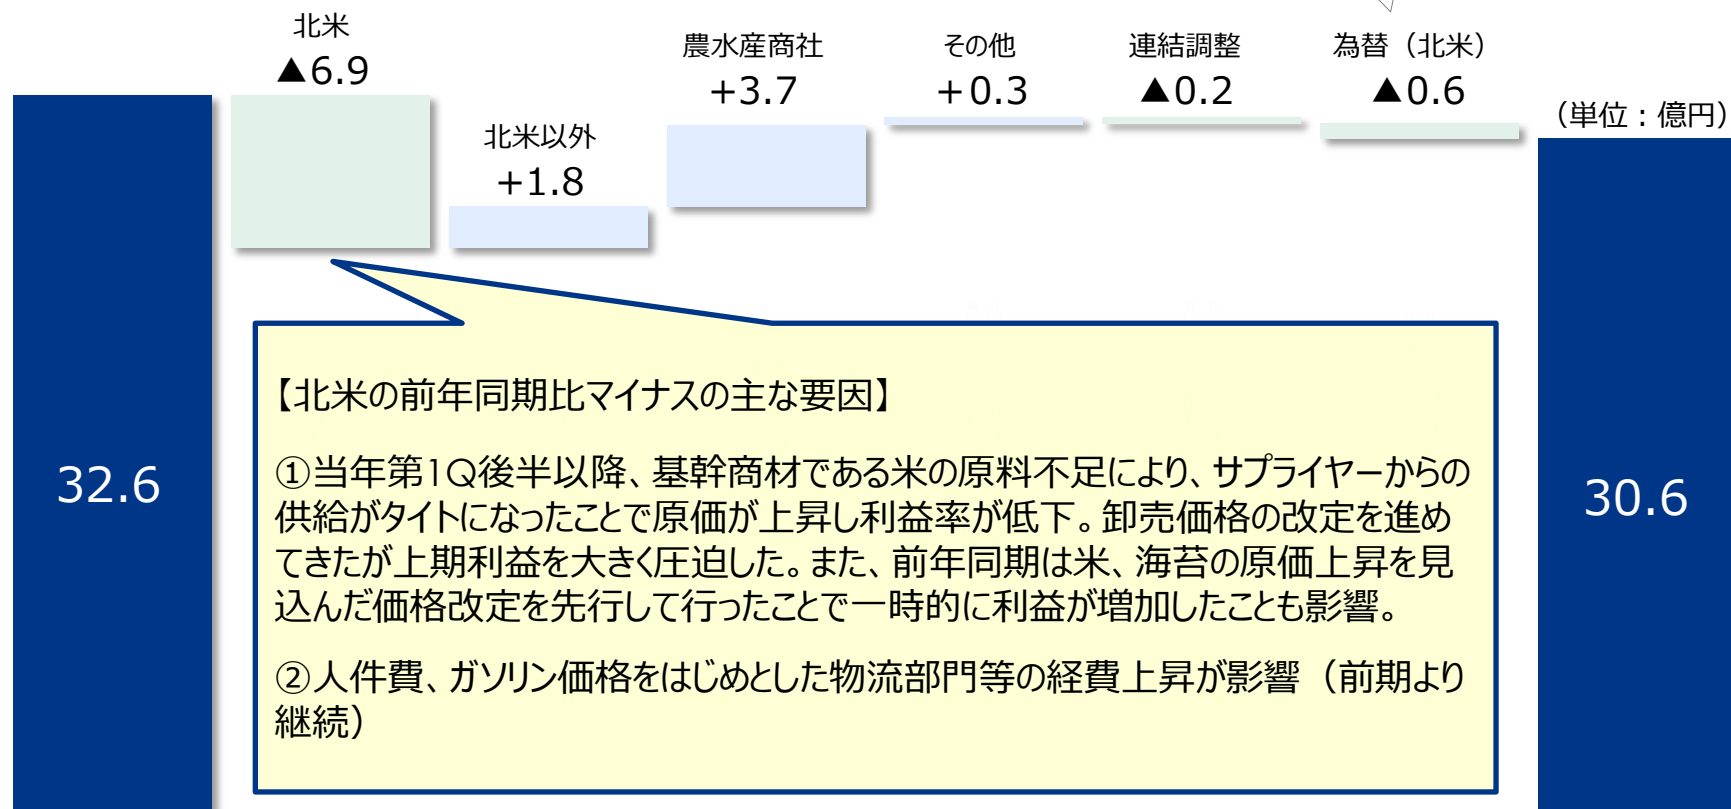 北米
▲6.9
北米以外
+1.8
農水産商社
+3.7
その他
+0.3
連結調整
▲0.2
為替（北米）
▲0.6
（単位：億円）
32.6
【北米の前年同期比マイナスの主な要因】
①当年第1Q後半以降、基幹商材である米の原料不足により、サプライヤーからの
供給がタイトになったことで原価が上昇し利益率が低下。卸売価格の改定を進め
てきたが上期利益を大きく圧迫した。また、前年同期は米、海苔の原価上昇を見
込んだ価格改定を先行して行ったことで一時的に利益が増加したことも影響。
②人件費、ガソリン価格をはじめとした物流部門等の経費上昇が影響（前期より
継続）
30.6